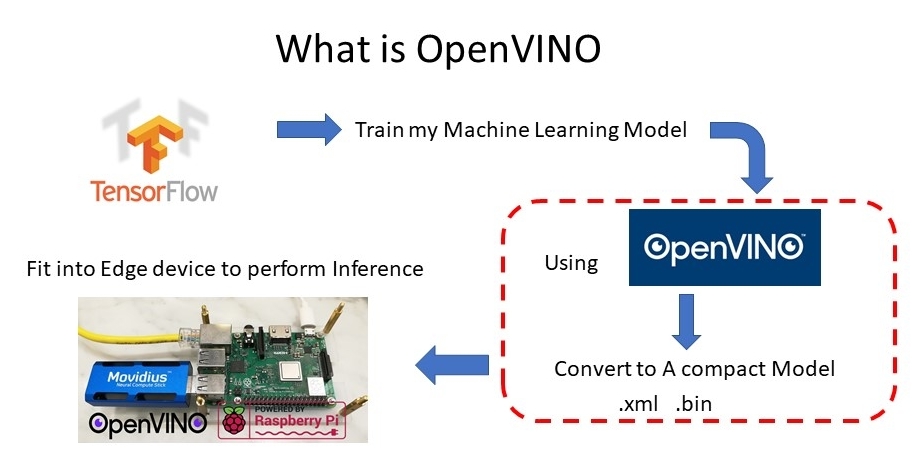 What is OpenVINO
TensorFlow
Train my Machine Learning Model
Using
OpenVINO™
Convert to A compact Model
.xml .bin
Fit into Edge device to perform Inference
Movidius™
Neural Compute Stick
HDMI
OpenVINO
POWERED BY
Raspberry Pi